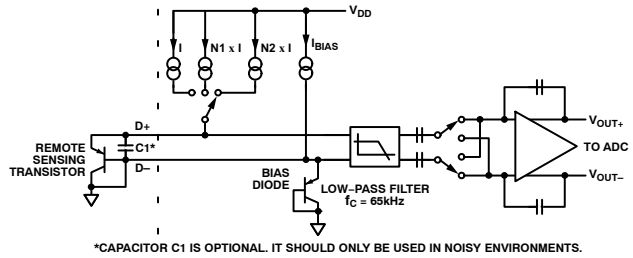 VDD
I
N1 x I
N2 x I
IBIAS
D+
C1*
D–
REMOTE
SENSING
TRANSISTOR
BIAS
DIODE
LOW–PASS FILTER
fC = 65kHz
VOUT+
TO ADC
VOUT–
*CAPACITOR C1 IS OPTIONAL. IT SHOULD ONLY BE USED IN NOISY ENVIRONMENTS.